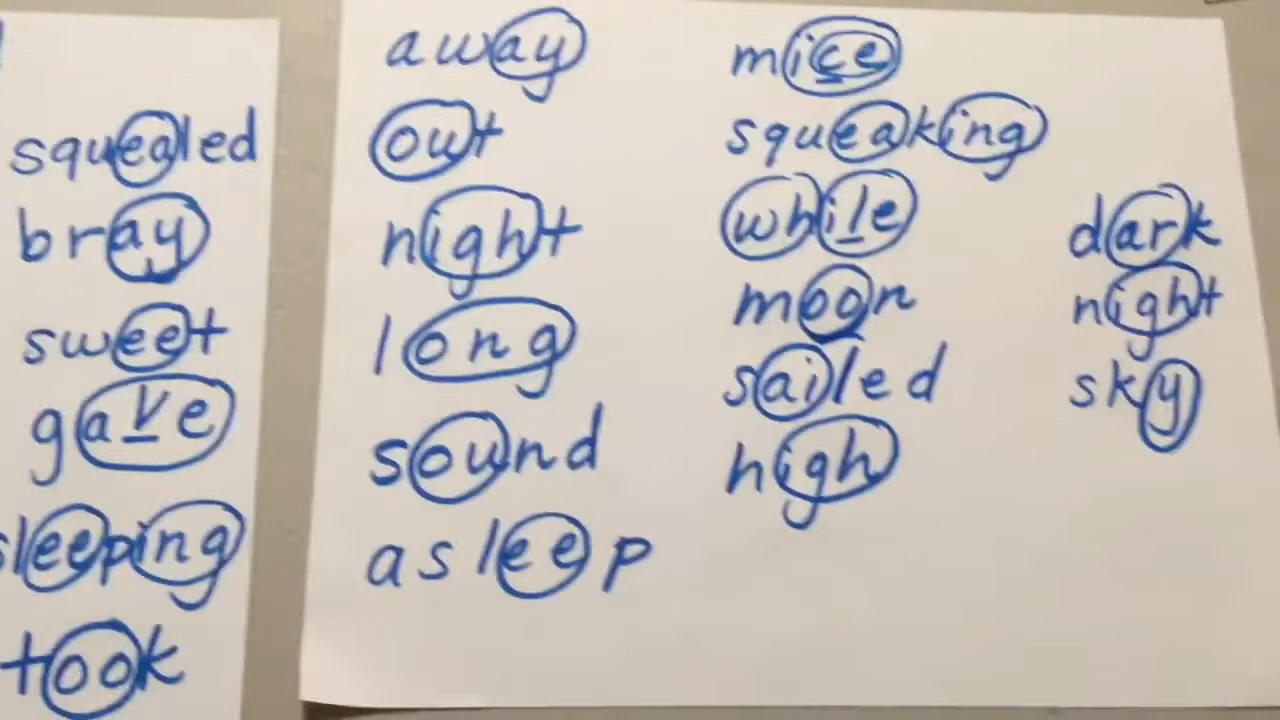 squealed
bray
sweet
gave
sleeping
took
away
out
night
long
sound
asleep
mice
squeaking
while
moon
sailed
high
dark
night
sky